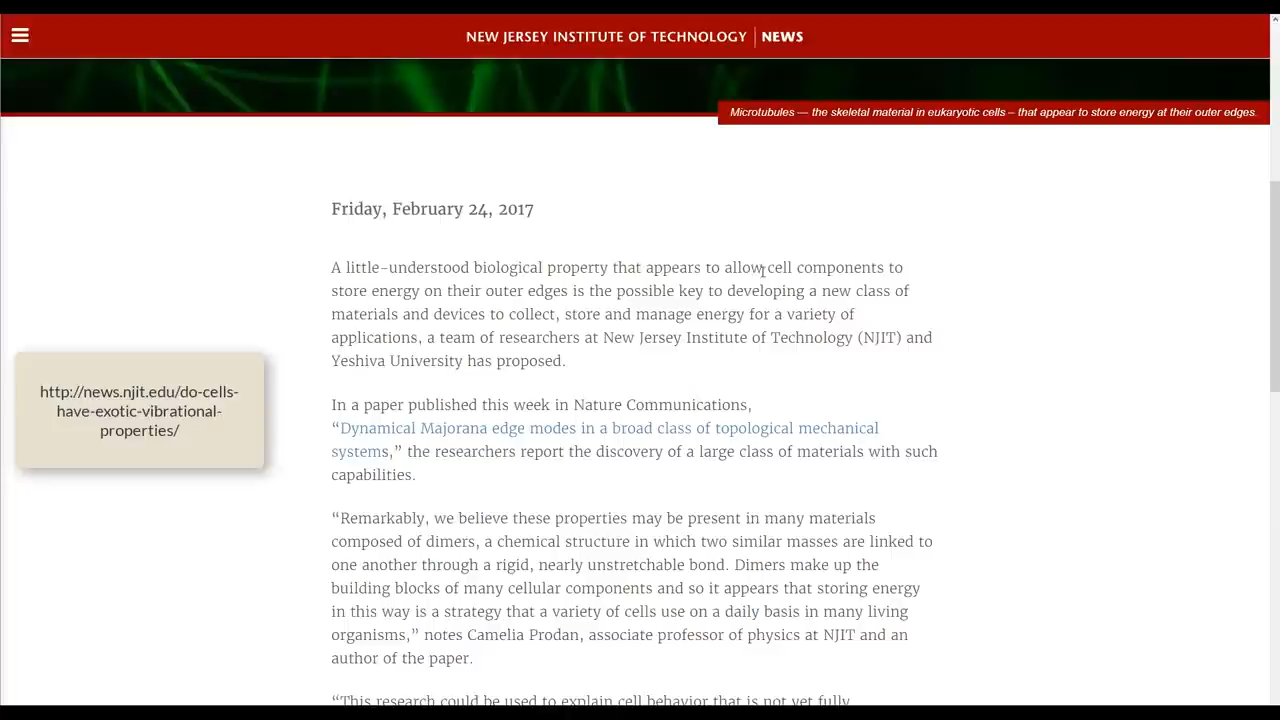 NEW JERSEY INSTITUTE OF TECHNOLOGY | NEWS
Microtubules — the skeletal material in eukaryotic cells – that appear to store energy at their outer edges.
Friday, February 24, 2017
A little-understood biological property that appears to allow cell components to
store energy on their outer edges is the possible key to developing a new class of
materials and devices to collect, store and manage energy for a variety of
applications, a team of researchers at New Jersey Institute of Technology (NJIT) and
Yeshiva University has proposed.
http://news.njit.edu/do-cells-
have-exotic-vibrational-
properties/
In a paper published this week in Nature Communications,
“Dynamical Majorana edge modes in a broad class of topological mechanical
systems,” the researchers report the discovery of a large class of materials with such
capabilities.
“Remarkably, we believe these properties may be present in many materials
composed of dimers, a chemical structure in which two similar masses are linked to
one another through a rigid, nearly unstretchable bond. Dimers make up the
building blocks of many cellular components and so it appears that storing energy
in this way is a strategy that a variety of cells use on a daily basis in many living
organisms,” notes Camelia Prodan, associate professor of physics at NJIT and an
author of the paper.
“This research could be used to explain cell behavior that is not yet fully